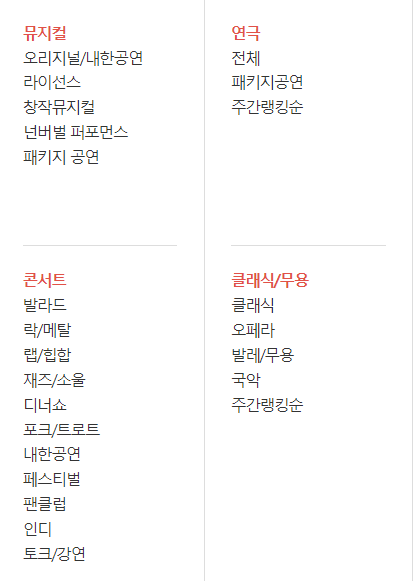 뮤지컬
오리지널/내한공연
라이선스
창작뮤지컬
넌버벌 퍼포먼스
패키지 공연
연극
전체
패키지공연
주간랭킹순
콘서트
발라드
락/메탈
랩/힙합
재즈/소울
디너쇼
포크/트로트
내한공연
페스티벌
팬클럽
인디
토크/강연
클래식/무용
클래식
오페라
발레/무용
국악
주간랭킹순